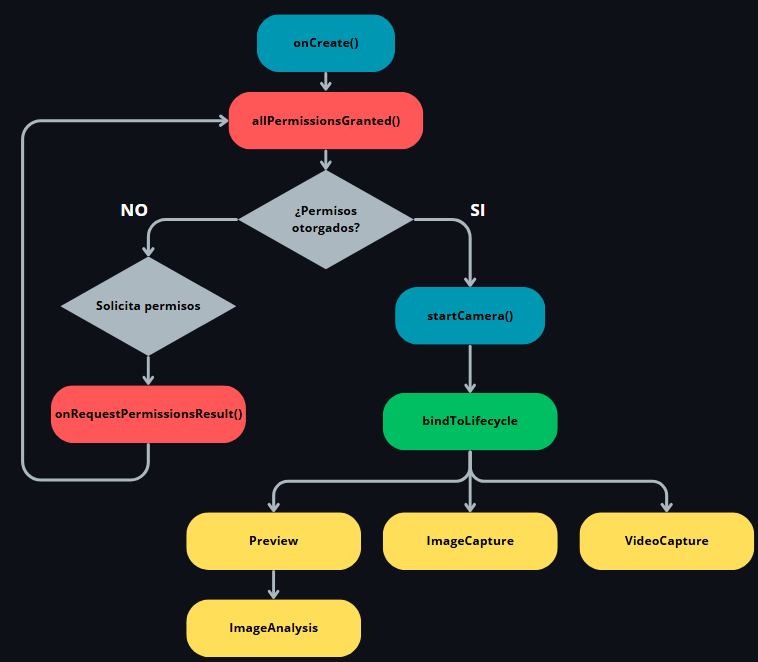 onCreate()
allPermissionsGranted()
¿Permisos
otorgados?
NO
SI
Solicita permisos
startCamera()
onRequestPermissionsResult()
bindToLifecycle
Preview
ImageCapture
VideoCapture
ImageAnalysis